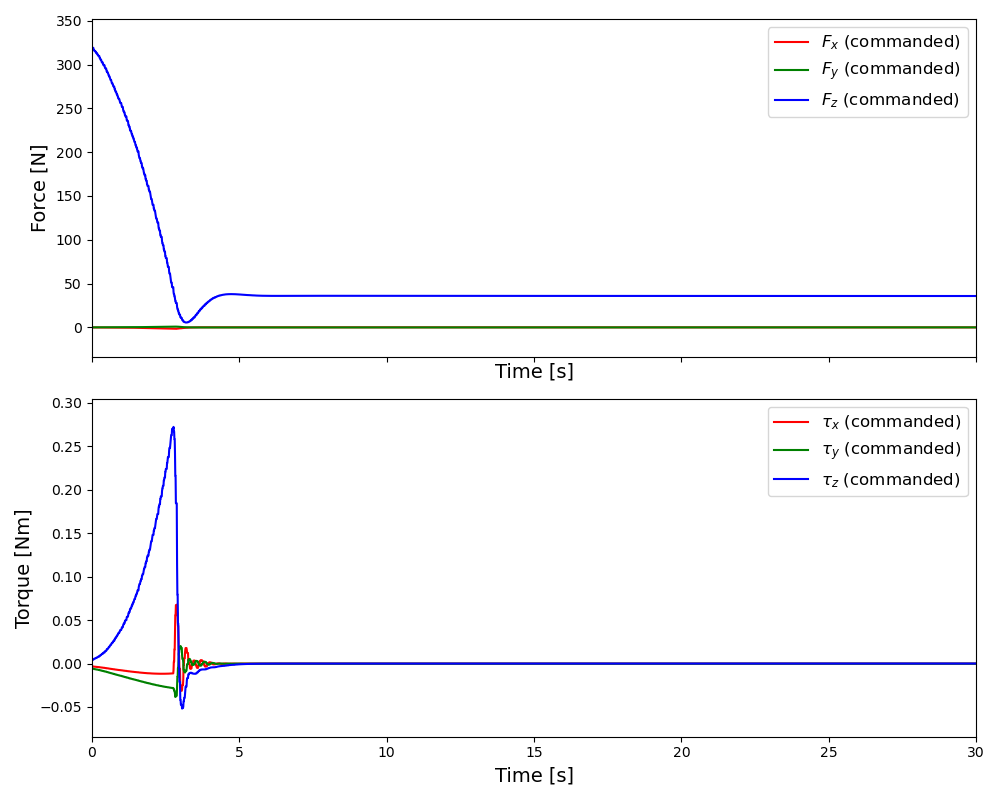 350
300
250
200
150
100
50
0
Force [N]
F_x (commanded)
F_y (commanded)
F_z (commanded)
Time [s]
0.30
0.25
0.20
0.15
0.10
0.05
0.00
−0.05
Torque [Nm]
τ_x (commanded)
τ_y (commanded)
τ_z (commanded)
0 5 10 15 20 25 30
Time [s]